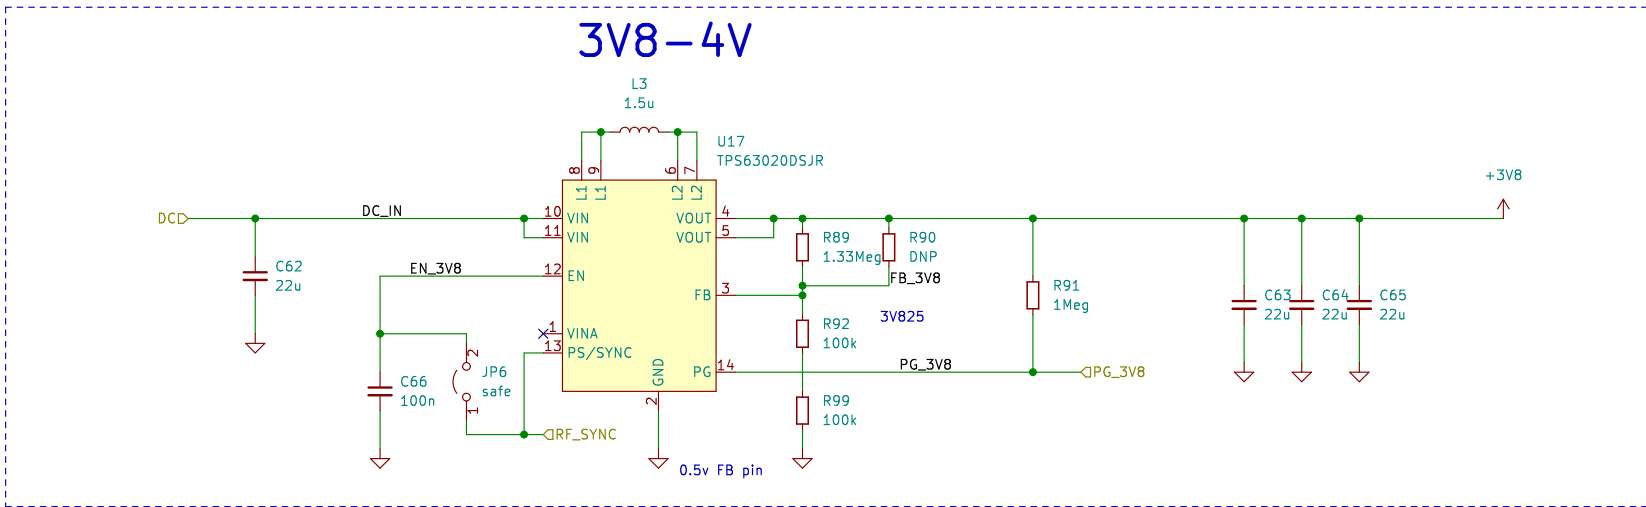 3V8-4V
L3
1.5u
U17
TPS63020DSJR
8
9
6
7
L1
L1
L2
L2
+3V8
DC
DC_IN
10
VIN
VOUT
4
11
VIN
VOUT
5
R89
1.33Meg
R90
DNP
C62
22u
EN_3V8
12
EN
FB_3V8
FB
3
R91
1Meg
C63
22u
C64
22u
C65
22u
3V825
1
VINA
R92
100k
13
PS/SYNC
2
GND
PG
14
PG_3V8
PG_3V8
JP6
safe
C66
100n
1
2
R99
100k
RF_SYNC
0.5v FB pin